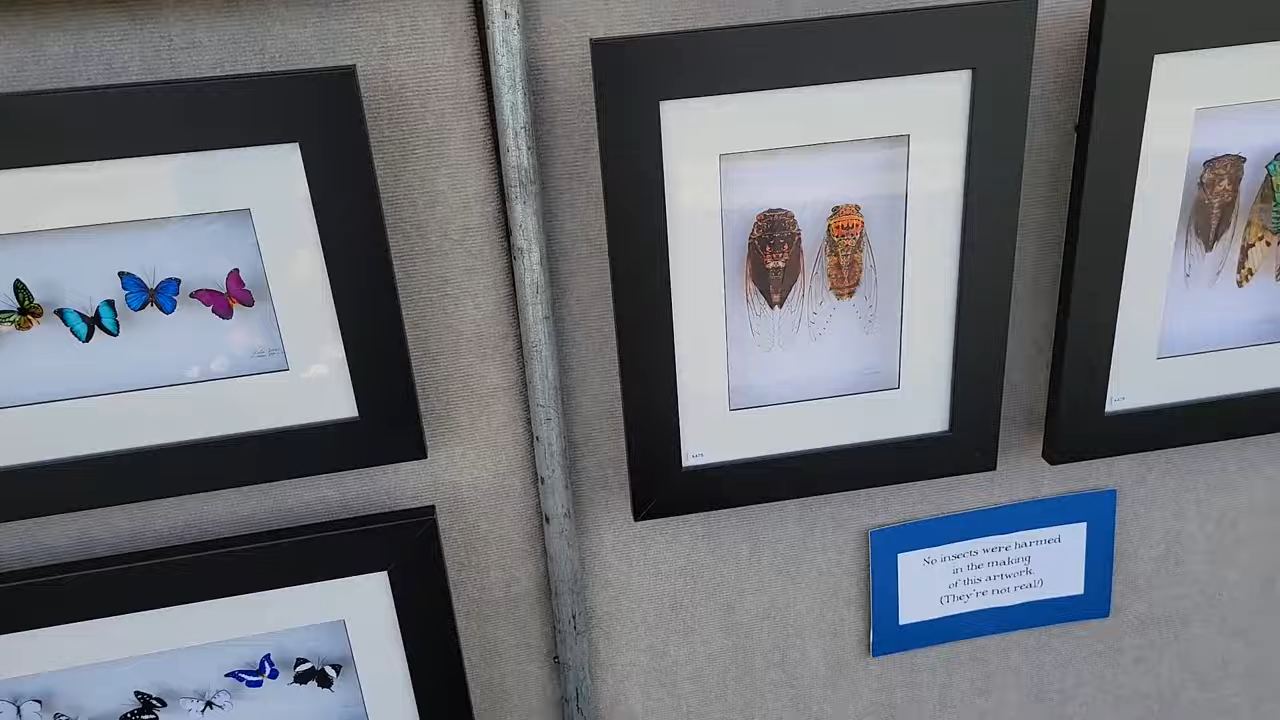 No insects were harmed
in the making
of this artwork.
(They're not real!)